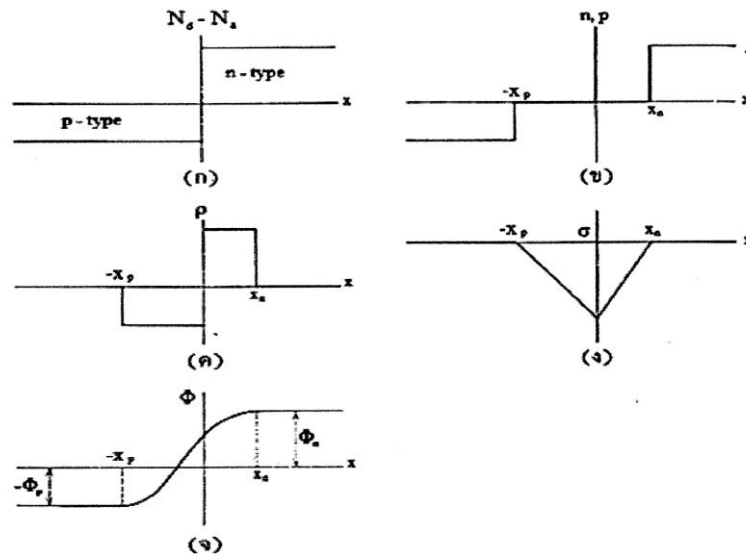 N_d - N_a
n - type
x
p - type
(ก)
n, p
-x_p
x_n
(ข)
ρ
-x_p
x_n
x
(ค)
-x_p
σ
x_n
(ง)
Φ
-x_p
Φ_n
x
-Φ_p
x_n
(จ)